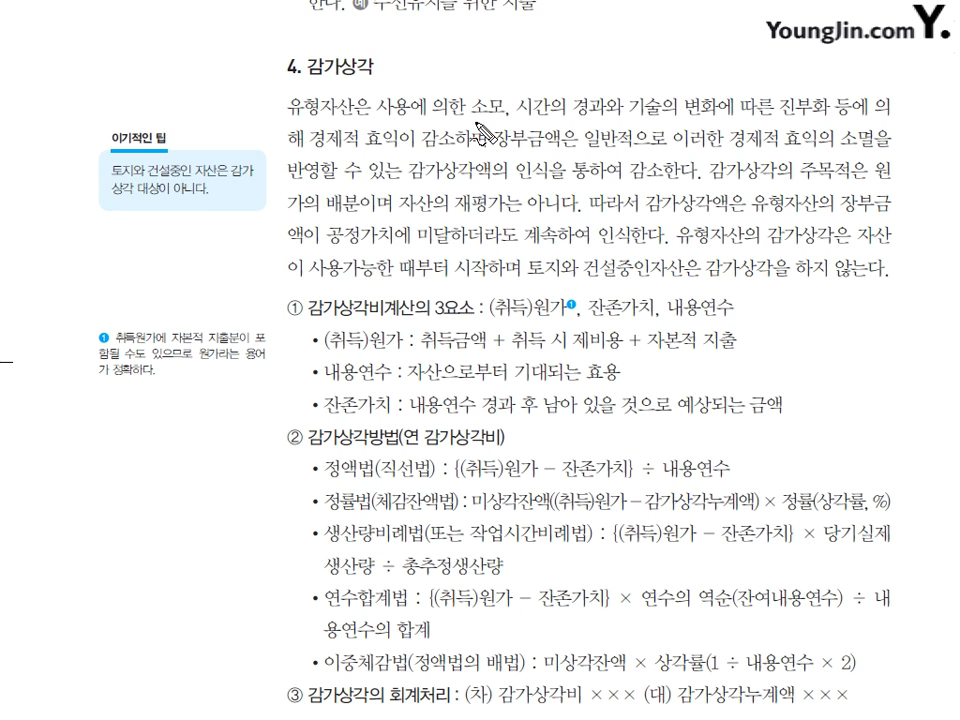 한다. 예 수선유지를 위한 지출
YoungJin.com Y.
4. 감가상각
유형자산은 사용에 의한 소모, 시간의 경과와 기술의 변화에 따른 진부화 등에 의
해 경제적 효익이 감소하며 장부금액은 일반적으로 이러한 경제적 효익의 소멸을
반영할 수 있는 감가상각액의 인식을 통하여 감소한다. 감가상각의 주목적은 원
가의 배분이며 자산의 재평가는 아니다. 따라서 감가상각액은 유형자산의 장부금
액이 공정가치에 미달하더라도 계속하여 인식한다. 유형자산의 감가상각은 자산
이 사용가능한 때부터 시작하며 토지와 건설중인자산은 감가상각을 하지 않는다.
이기적인 팁
토지와 건설중인 자산은 감가
상각 대상이 아니다.
① 감가상각비계산의 3요소 : (취득)원가❶, 잔존가치, 내용연수
• (취득)원가 : 취득금액 + 취득 시 제비용 + 자본적 지출
• 내용연수 : 자산으로부터 기대되는 효용
• 잔존가치 : 내용연수 경과 후 남아 있을 것으로 예상되는 금액
❶ 취득원가에 자본적 지출분이 포
함될 수도 있으므로 원가라는 용어
가 정확하다.
② 감가상각방법(연 감가상각비)
• 정액법(직선법) : {(취득)원가 − 잔존가치} ÷ 내용연수
• 정률법(체감잔액법) : 미상각잔액((취득)원가 − 감가상각누계액) × 정률(상각률, %)
• 생산량비례법(또는 작업시간비례법) : {(취득)원가 − 잔존가치} × 당기실제
생산량 ÷ 총추정생산량
• 연수합계법 : {(취득)원가 − 잔존가치} × 연수의 역순(잔여내용연수) ÷ 내
용연수의 합계
• 이중체감법(정액법의 배법) : 미상각잔액 × 상각률(1 ÷ 내용연수 × 2)
③ 감가상각의 회계처리 : (차) 감가상각비 ××× (대) 감가상각누계액 ×××